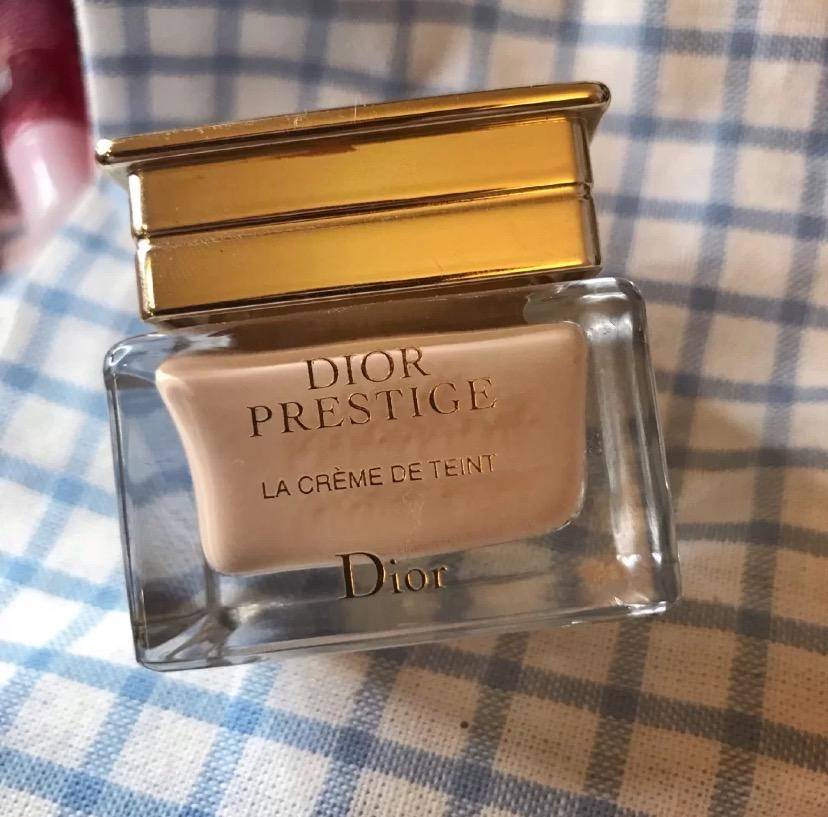 DIOR
PRESTIGE
LA CRÈME DE TEINT
Dior